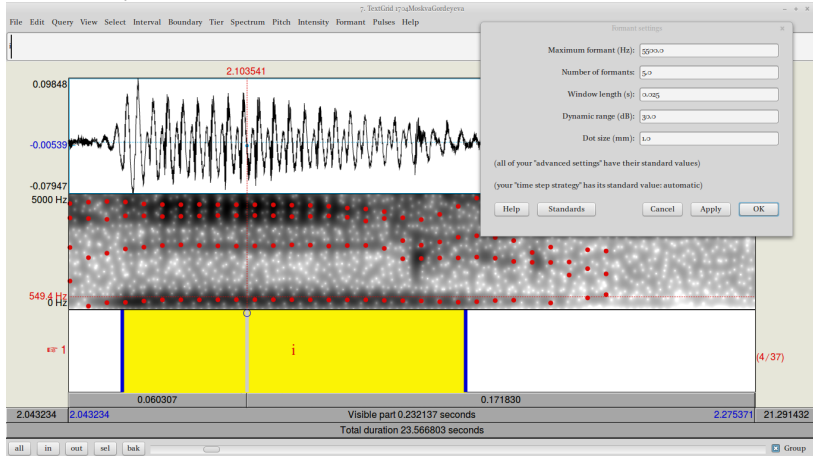 7. TextGrid 1704MoskvaGordeyeva
File Edit Query View Select Interval Boundary Tier Spectrum Pitch Intensity Formant Pulses Help
i
Formant settings
Maximum formant (Hz): 5500.0
Number of formants: 5.0
Window length (s): 0.025
Dynamic range (dB): 30.0
Dot size (mm): 1.0
(all of your "advanced settings" have their standard values)
(your "time step strategy" has its standard value: automatic)
Help Standards Cancel Apply OK
2.103541
0.09848
-0.00539
-0.07947
5000 Hz
549.4 Hz
0 Hz
☞ 1
i
(4/37)
0.060307 0.171830
2.043234 2.043234 Visible part 0.232137 seconds 2.275371 21.291432
Total duration 23.566803 seconds
all in out sel bak Group